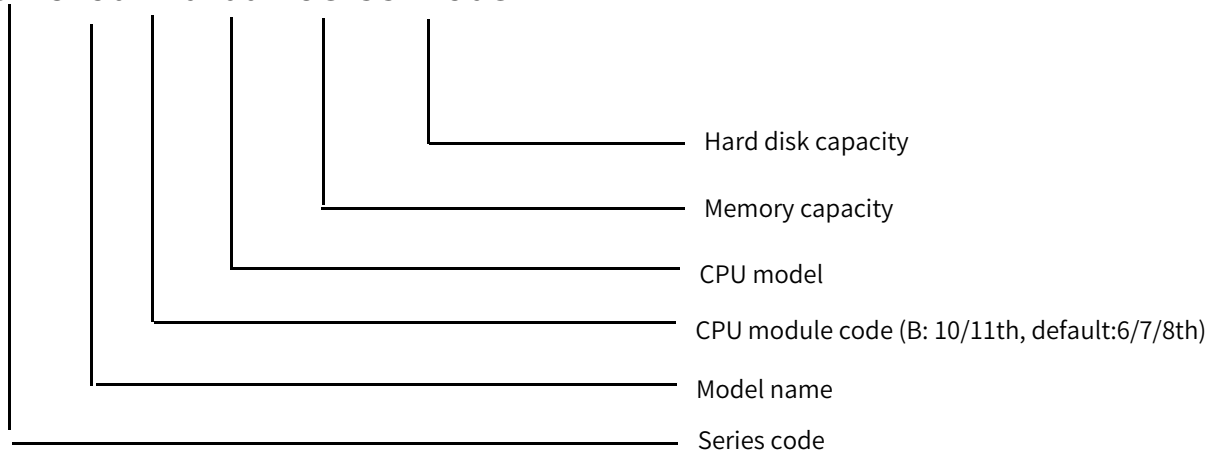 Hard disk capacity
Memory capacity
CPU model
CPU module code (B: 10/11th, default:6/7/8th)
Model name
Series code